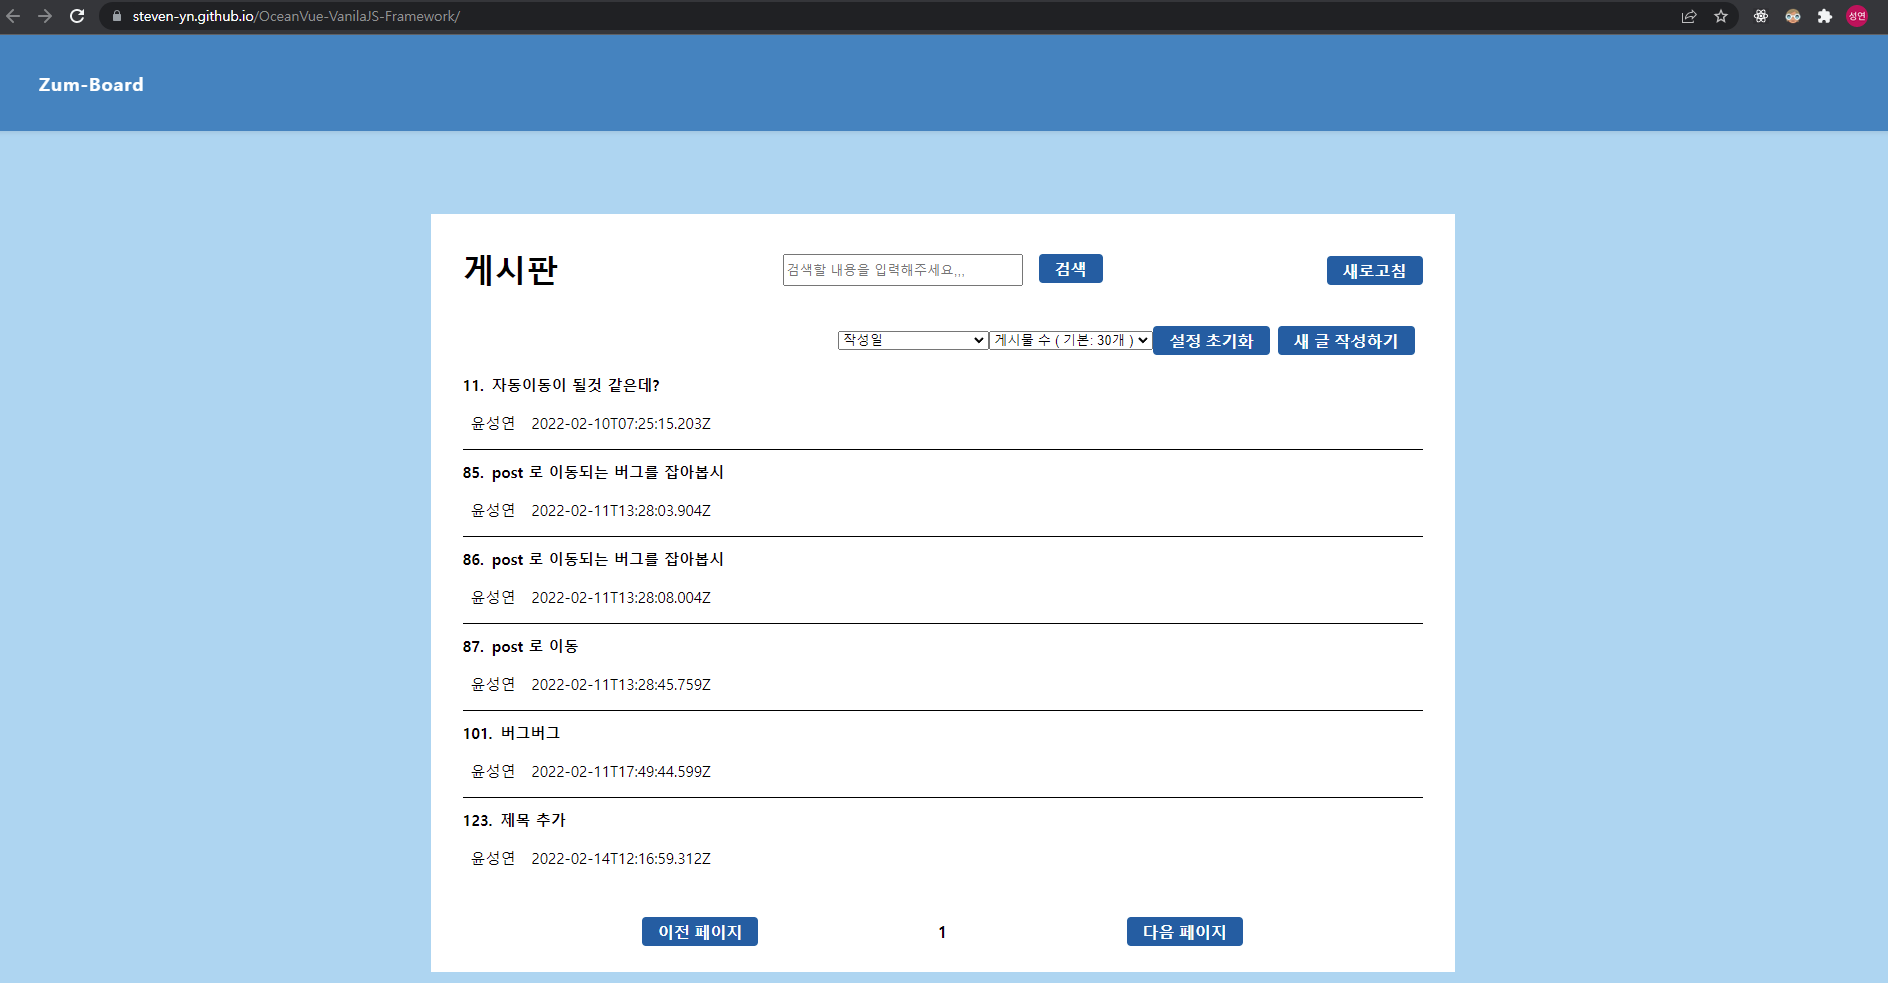 steven-yn.github.io/OceanVue-VanilaJS-Framework/
성연
Zum-Board
게시판
검색할 내용을 입력해주세요,,,
검색
새로고침
작성일
게시물 수 ( 기본: 30개 )
설정 초기화
새 글 작성하기
11. 자동이동이 될것 같은데?
윤성연 2022-02-10T07:25:15.203Z
85. post 로 이동되는 버그를 잡아봅시
윤성연 2022-02-11T13:28:03.904Z
86. post 로 이동되는 버그를 잡아봅시
윤성연 2022-02-11T13:28:08.004Z
87. post 로 이동
윤성연 2022-02-11T13:28:45.759Z
101. 버그버그
윤성연 2022-02-11T17:49:44.599Z
123. 제목 추가
윤성연 2022-02-14T12:16:59.312Z
이전 페이지
1
다음 페이지